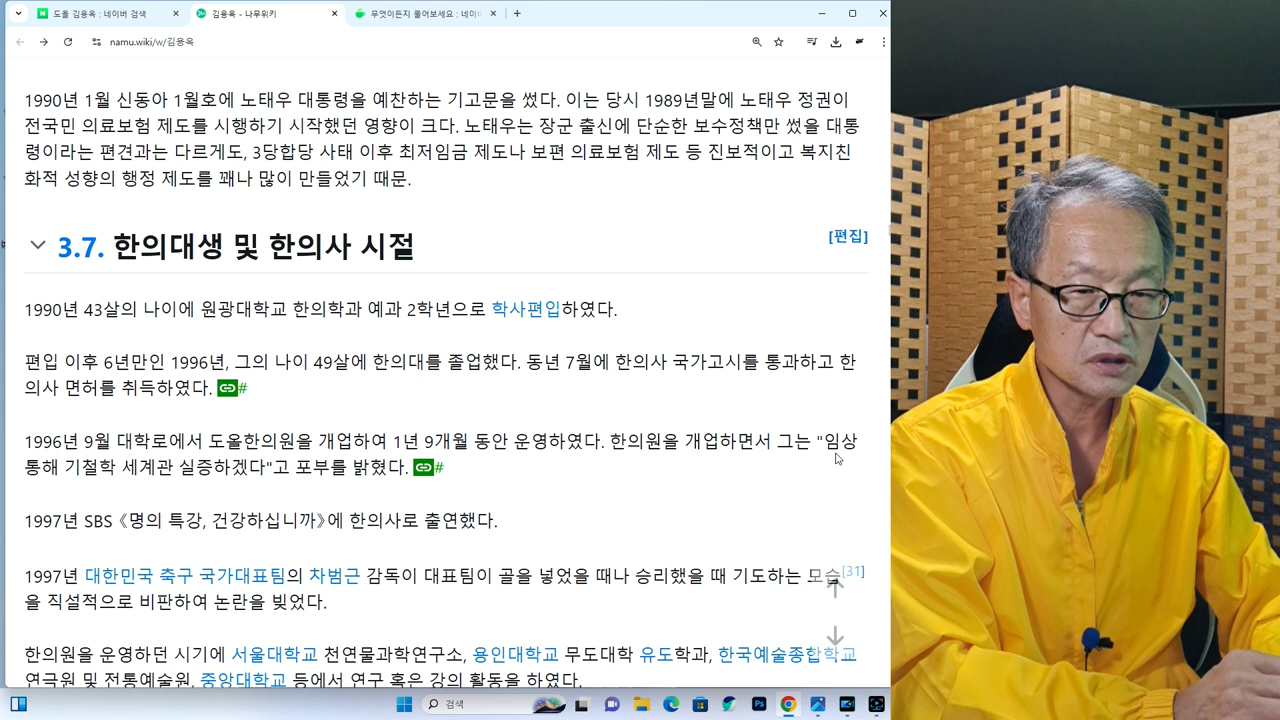 도올 김용옥 : 네이버 검색
김용옥 - 나무위키
무엇이든지 물어보세요 : 네이버
namu.wiki/w/김용옥
1990년 1월 신동아 1월호에 노태우 대통령을 예찬하는 기고문을 썼다. 이는 당시 1989년말에 노태우 정권이
전국민 의료보험 제도를 시행하기 시작했던 영향이 크다. 노태우는 장군 출신에 단순한 보수정책만 썼을 대통
령이라는 편견과는 다르게도, 3당합당 사태 이후 최저임금 제도나 보편 의료보험 제도 등 진보적이고 복지친
화적 성향의 행정 제도를 꽤나 많이 만들었기 때문.
3.7. 한의대생 및 한의사 시절
[편집]
1990년 43살의 나이에 원광대학교 한의학과 예과 2학년으로 학사편입하였다.
편입 이후 6년만인 1996년, 그의 나이 49살에 한의대를 졸업했다. 동년 7월에 한의사 국가고시를 통과하고 한
의사 면허를 취득하였다. #
1996년 9월 대학로에서 도올한의원을 개업하여 1년 9개월 동안 운영하였다. 한의원을 개업하면서 그는 "임상
통해 기철학 세계관 실증하겠다"고 포부를 밝혔다. #
1997년 SBS 《명의 특강, 건강하십니까》에 한의사로 출연했다.
1997년 대한민국 축구 국가대표팀의 차범근 감독이 대표팀이 골을 넣었을 때나 승리했을 때 기도하는 모습[31]
을 직설적으로 비판하여 논란을 빚었다.
한의원을 운영하던 시기에 서울대학교 천연물과학연구소, 용인대학교 무도대학 유도학과, 한국예술종합학교
연극원 및 전통예술원, 중앙대학교 등에서 연구 혹은 강의 활동을 하였다.
검색
Ps